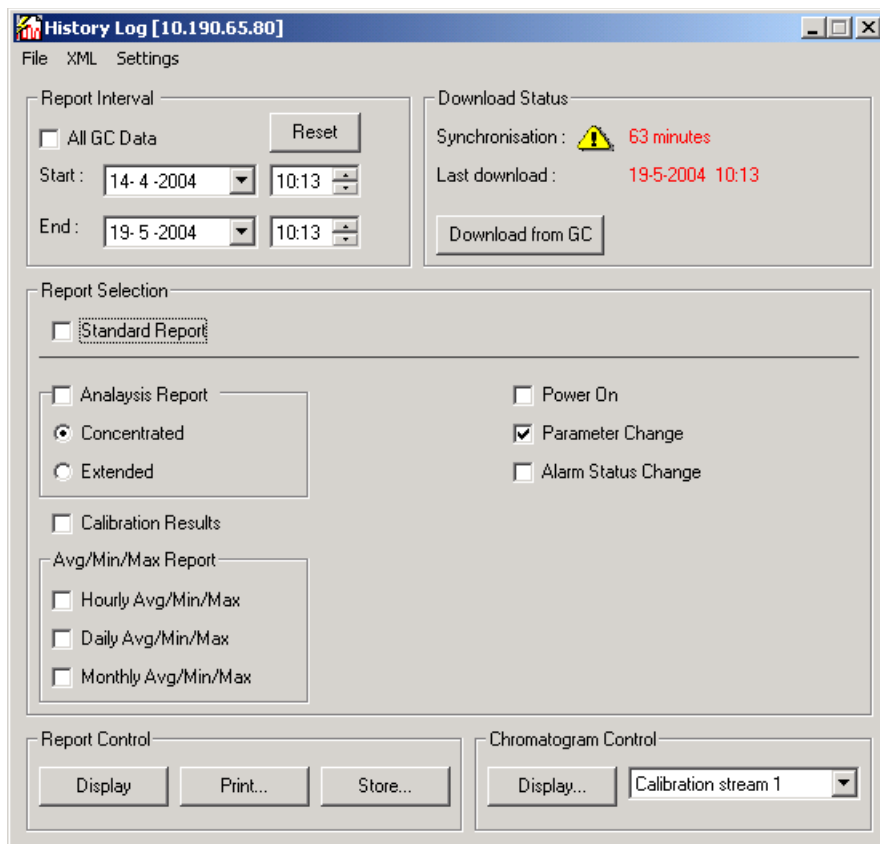 History Log [10.190.65.80]
File XML Settings
Report Interval
All GC Data
Reset
Start :
14- 4 -2004
10:13
End :
19- 5 -2004
10:13
Download Status
Synchronisation :
63 minutes
Last download :
19-5-2004 10:13
Download from GC
Report Selection
Standard Report
Analaysis Report
Concentrated
Extended
Calibration Results
Avg/Min/Max Report
Hourly Avg/Min/Max
Daily Avg/Min/Max
Monthly Avg/Min/Max
Power On
Parameter Change
Alarm Status Change
Report Control
Display
Print...
Store...
Chromatogram Control
Display...
Calibration stream 1